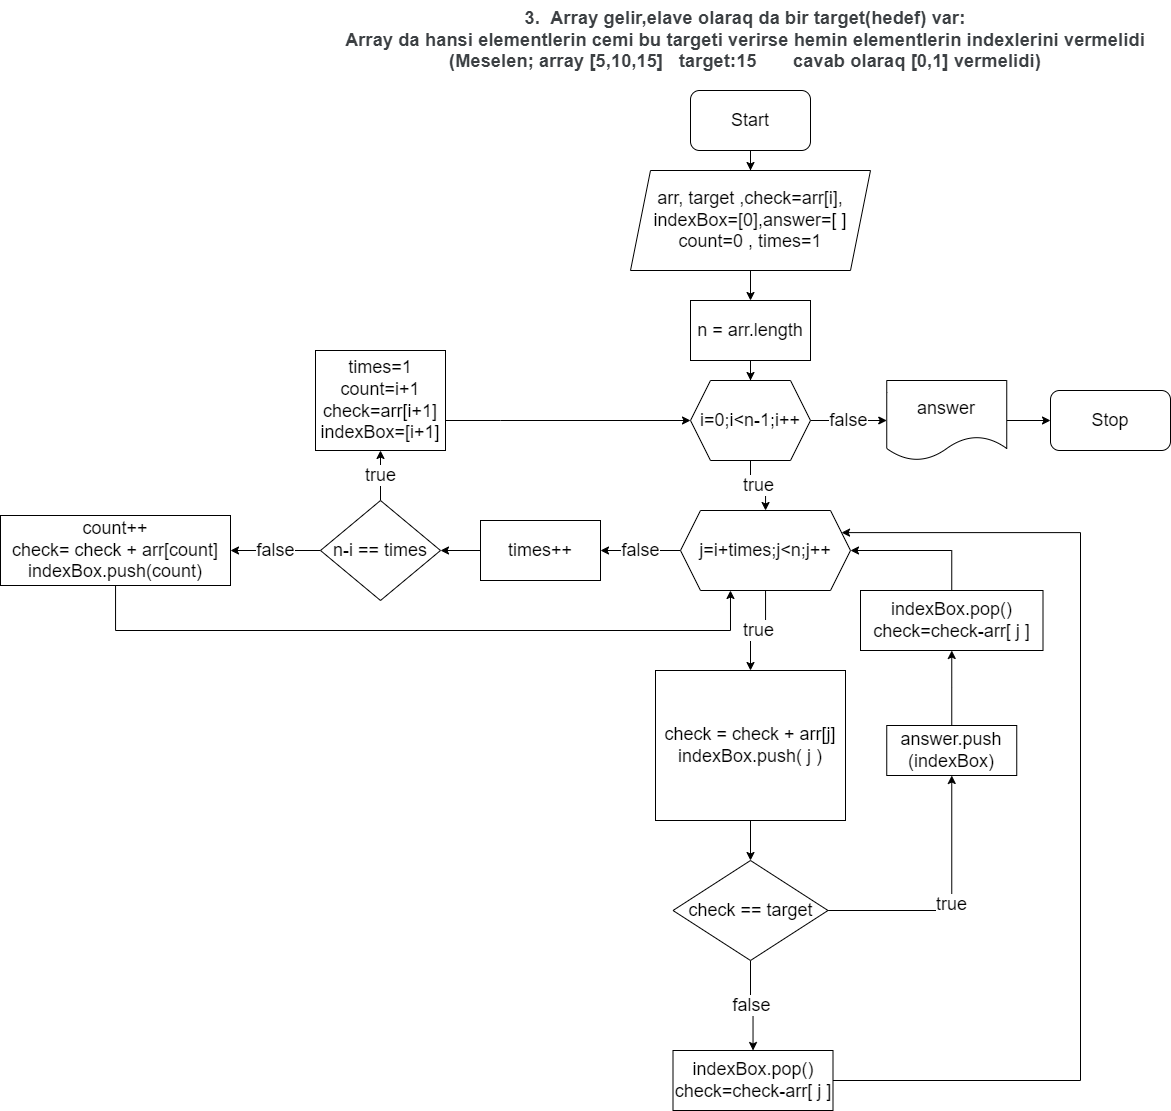 3. Array gelir,elave olaraq da bir target(hedef) var:
Array da hansi elementlerin cemi bu targeti verirse hemin elementlerin indexlerini vermelidi
(Meselen; array [5,10,15] target:15 cavab olaraq [0,1] vermelidi)
Start
arr, target ,check=arr[i],
indexBox=[0],answer=[ ]
count=0 , times=1
n = arr.length
times=1
count=i+1
check=arr[i+1]
indexBox=[i+1]
i=0;i<n-1;i++
false
answer
Stop
true
true
count++
check= check + arr[count]
indexBox.push(count)
false
n-i == times
times++
false
j=i+times;j<n;j++
indexBox.pop()
check=check-arr[ j ]
true
check = check + arr[j]
indexBox.push( j )
answer.push
(indexBox)
check == target
true
false
indexBox.pop()
check=check-arr[ j ]